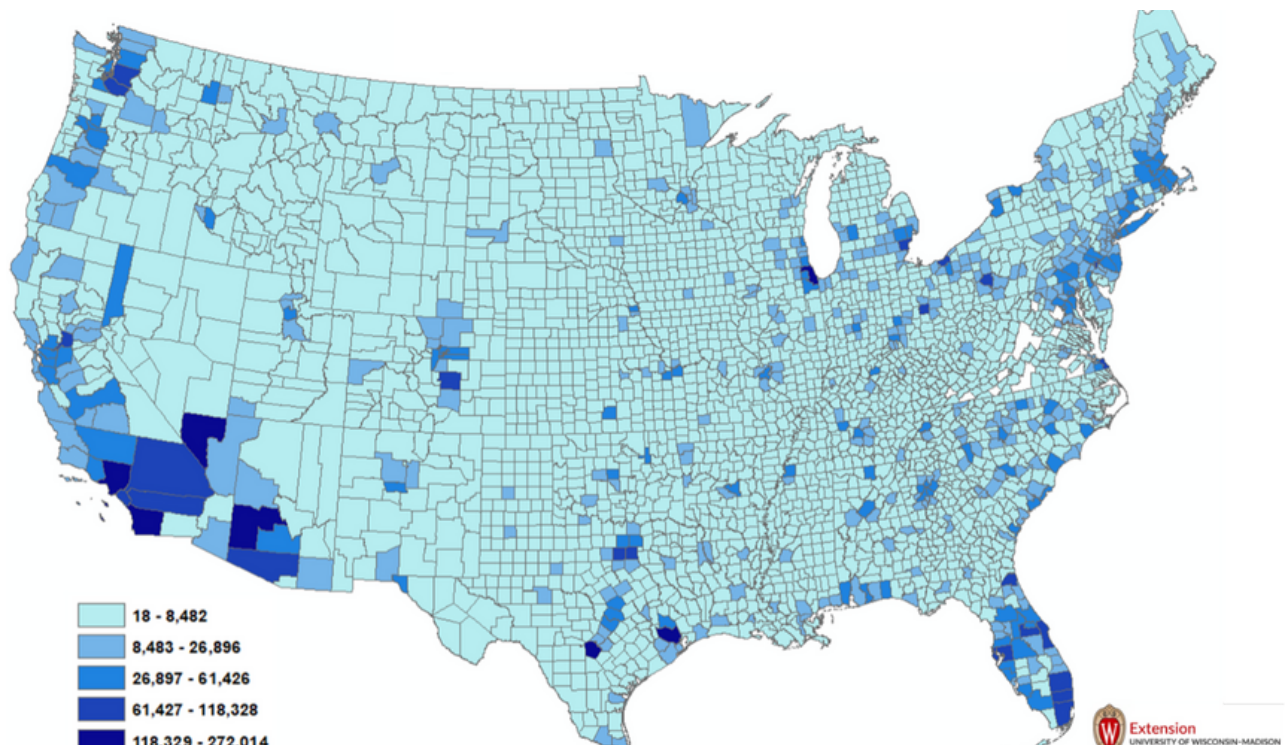 18 - 8,482
8,483 - 26,896
26,897 - 61,426
61,427 - 118,328
118,329 - 272,014
W
Extension
UNIVERSITY OF WISCONSIN-MADISON